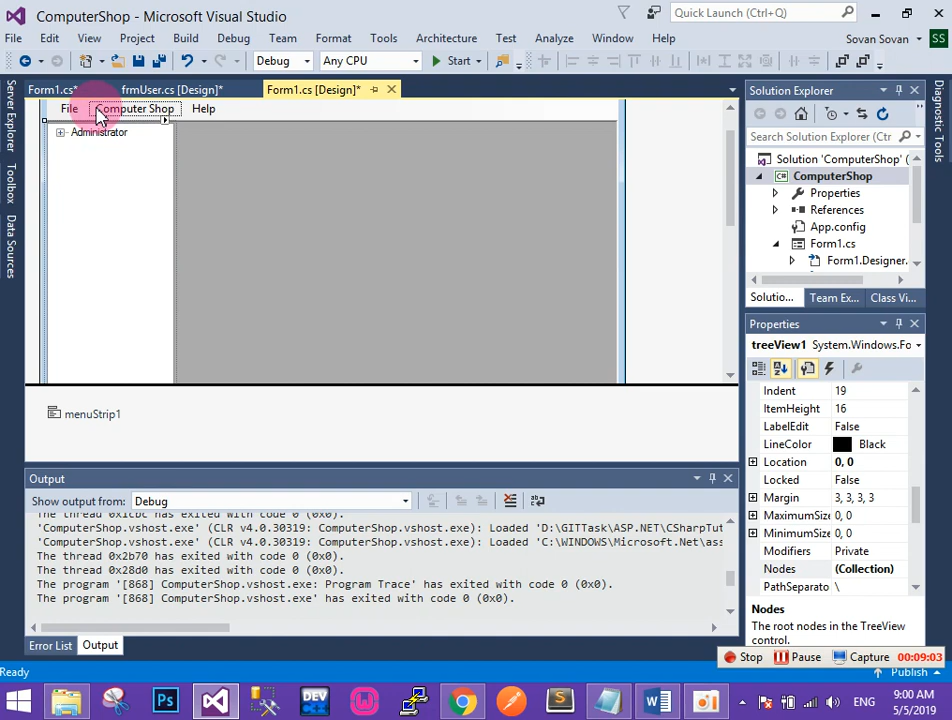 ComputerShop - Microsoft Visual Studio
Quick Launch (Ctrl+Q)
File Edit View Project Build Debug Team Format Tools Architecture Test Analyze Window Help
Sovan Sovan SS
Debug Any CPU Start
Form1.cs* frmUser.cs [Design]* Form1.cs [Design]*
File Computer Shop Help
Administrator
menuStrip1
Server Explorer
Toolbox
Data Sources
Output
Show output from: Debug
'ComputerShop.vshost.exe' (CLR v4.0.30319: ComputerShop.vshost.exe): Loaded 'D:\GITTask\ASP.NET\CSharpTut
'ComputerShop.vshost.exe' (CLR v4.0.30319: ComputerShop.vshost.exe): Loaded 'C:\WINDOWS\Microsoft.Net\ass
The thread 0x2b70 has exited with code 0 (0x0).
The thread 0x28d0 has exited with code 0 (0x0).
The program '[868] ComputerShop.vshost.exe: Program Trace' has exited with code 0 (0x0).
The program '[868] ComputerShop.vshost.exe' has exited with code 0 (0x0).
Error List Output
Ready
Solution Explorer
Search Solution Explorer (Ctrl
Solution 'ComputerShop' (
C# ComputerShop
Properties
References
App.config
Form1.cs
Form1.Designer.
Solutio... Team Ex... Class Vi...
Properties
treeView1 System.Windows.Fo
Indent 19
ItemHeight 16
LabelEdit False
LineColor Black
Location 0, 0
Locked False
Margin 3, 3, 3, 3
MaximumSize 0, 0
MinimumSize 0, 0
Modifiers Private
Nodes (Collection)
PathSeparato \
Nodes
The root nodes in the TreeView
control.
Diagnostic Tools
Stop Pause Capture 00:09:03
Publish
Ps DEV C++ S W
ENG
9:00 AM
5/5/2019